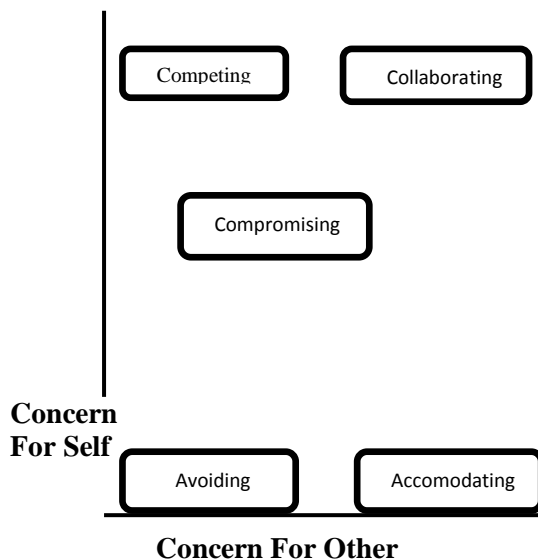 Competing
Collaborating
Compromising
Concern
For Self
Avoiding
Accomodating
Concern For Other